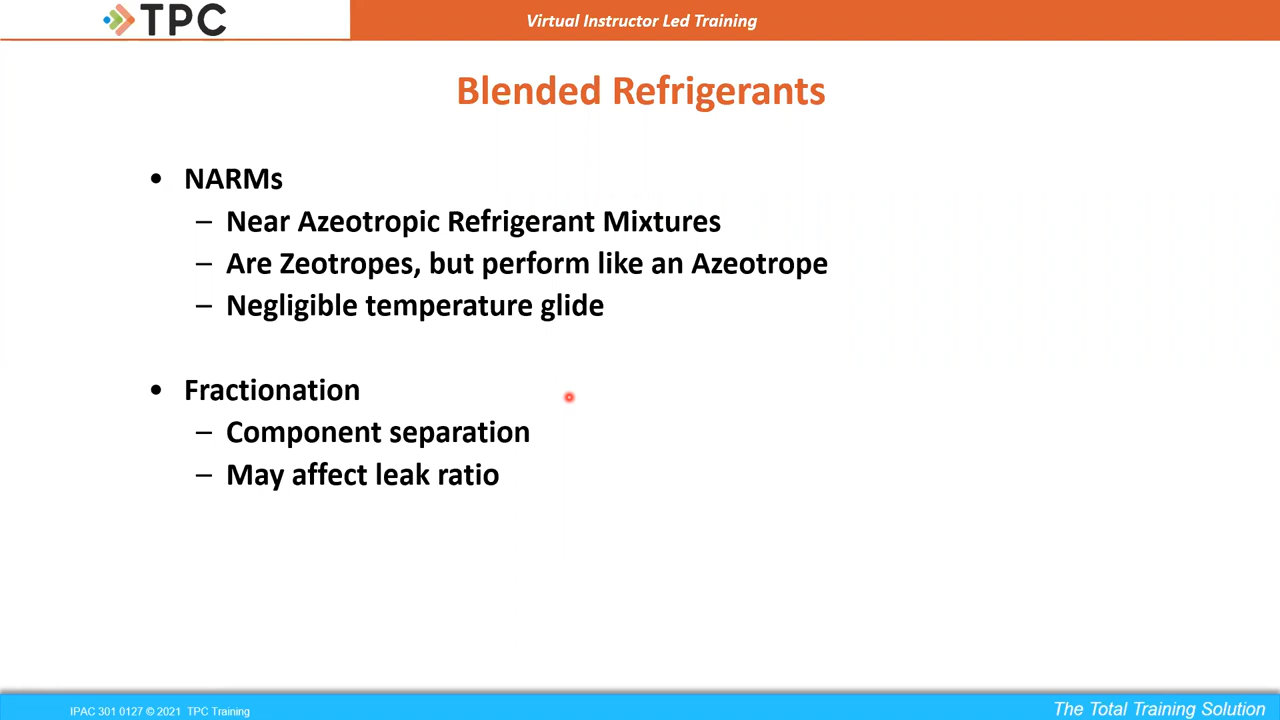 TPC
Virtual Instructor Led Training
Blended Refrigerants
• NARMs
– Near Azeotropic Refrigerant Mixtures
– Are Zeotropes, but perform like an Azeotrope
– Negligible temperature glide
• Fractionation
– Component separation
– May affect leak ratio
IPAC 301 0127 © 2021 TPC Training
The Total Training Solution